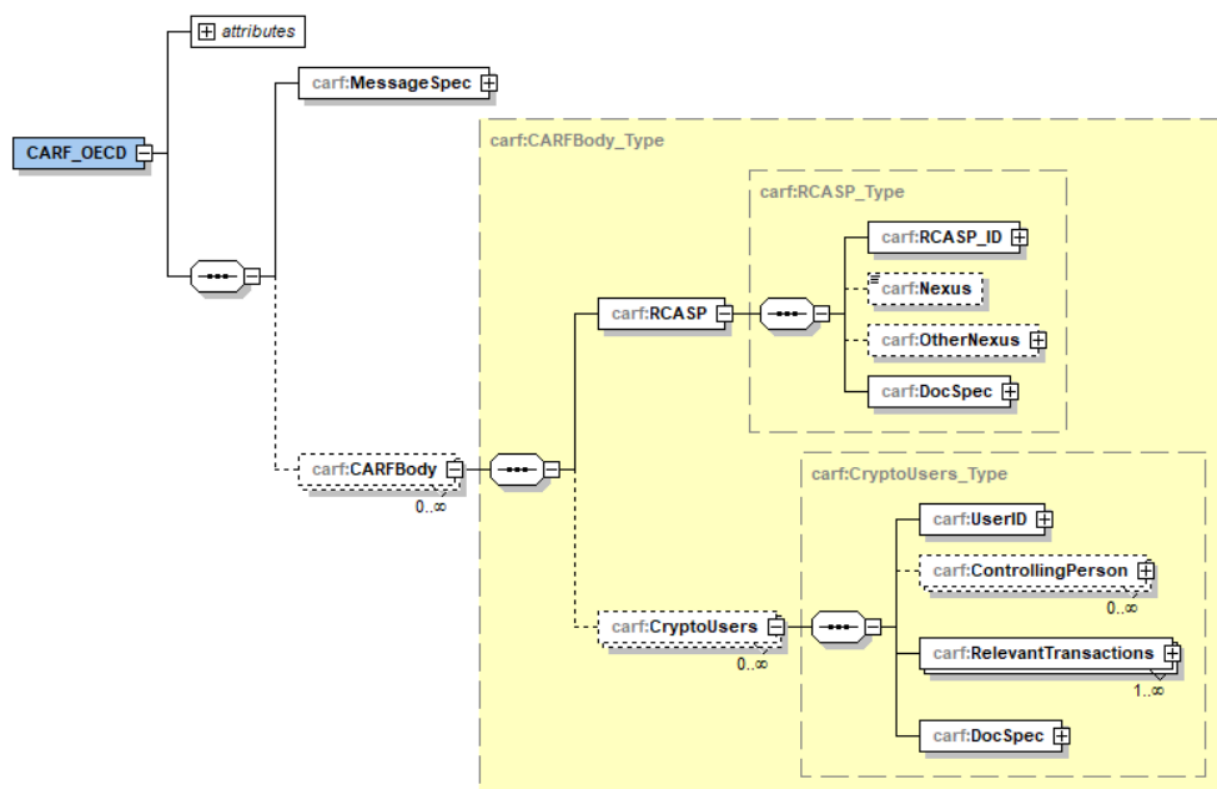 attributes
carf:MessageSpec
CARF_OECD
carf:CARFBody_Type
carf:RCASP_Type
carf:RCASP_ID
carf:Nexus
carf:RCASP
carf:OtherNexus
carf:DocSpec
carf:CARFBody
0..∞
carf:CryptoUsers_Type
carf:UserID
carf:ControllingPerson
0..∞
carf:CryptoUsers
0..∞
carf:RelevantTransactions
1..∞
carf:DocSpec